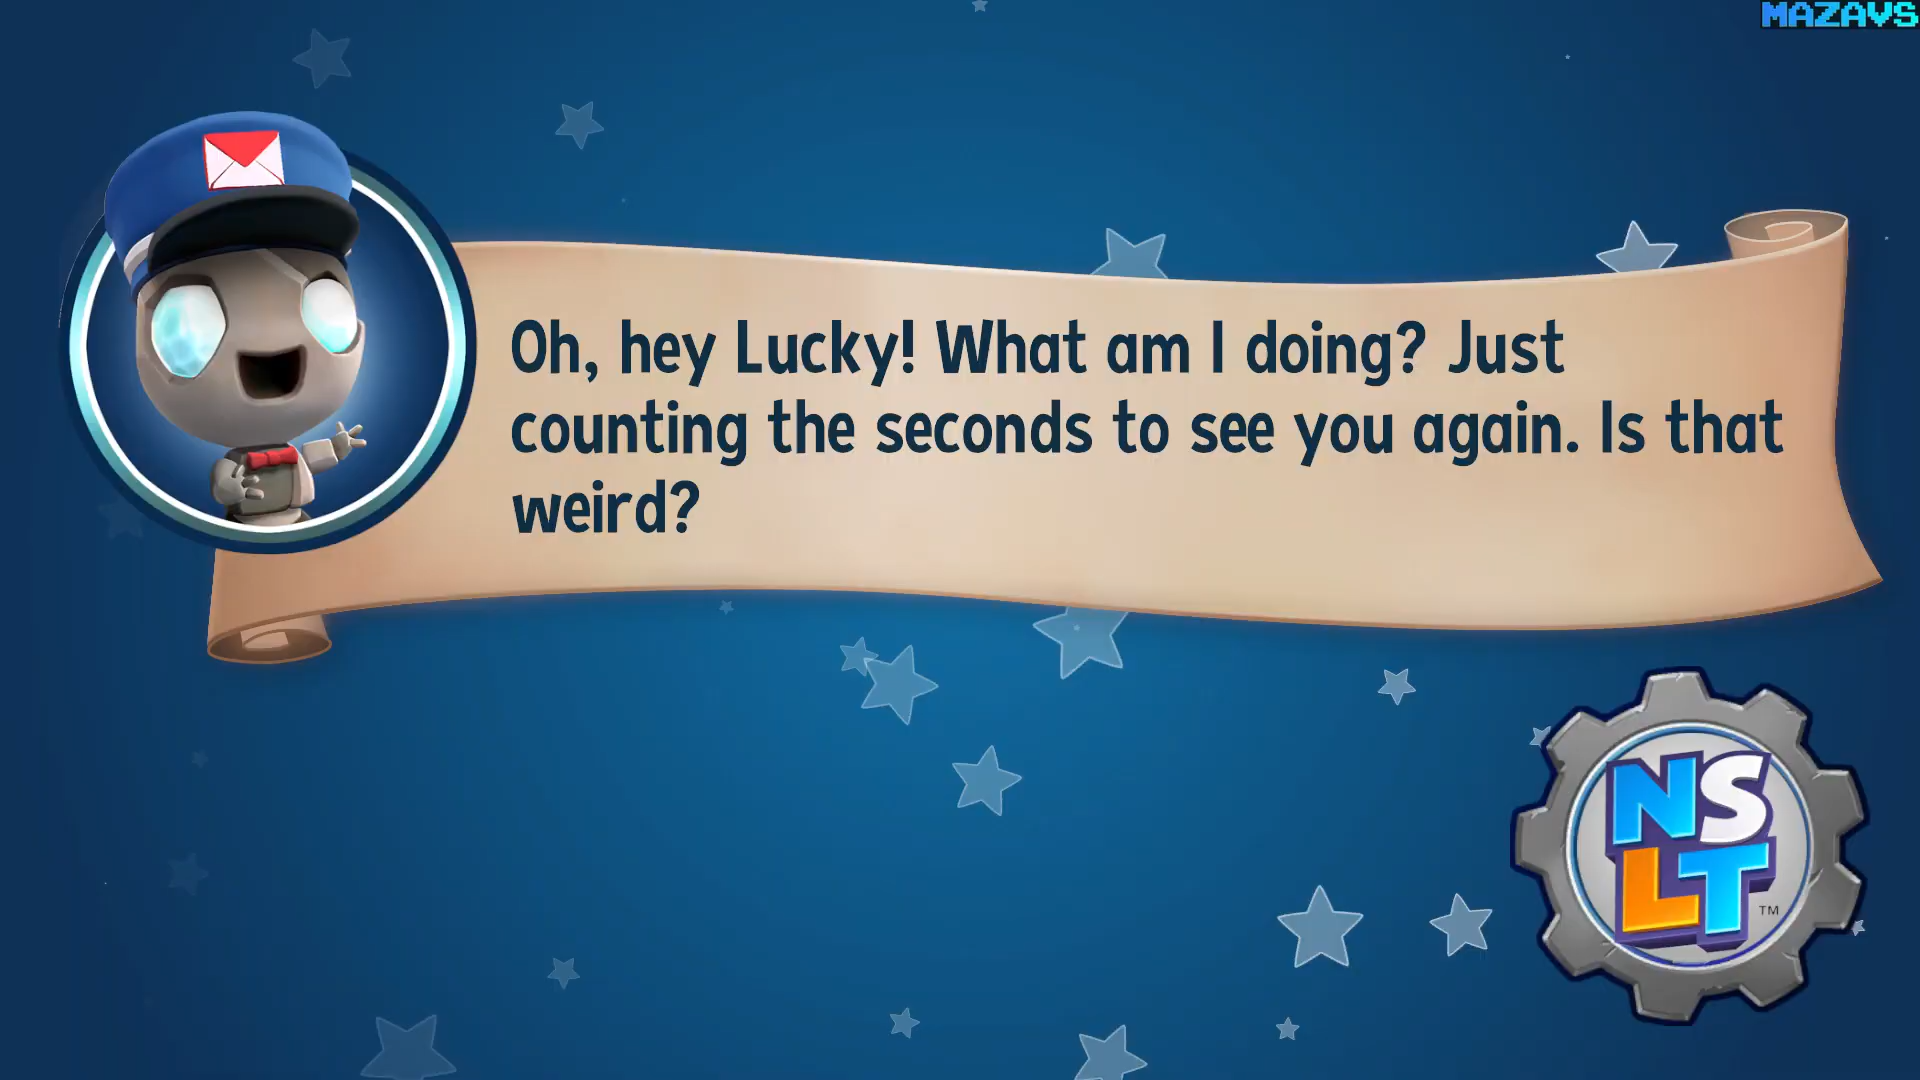 MAZAVS
Oh, hey Lucky! What am I doing? Just
counting the seconds to see you again. Is that
weird?
NS
LT
TM